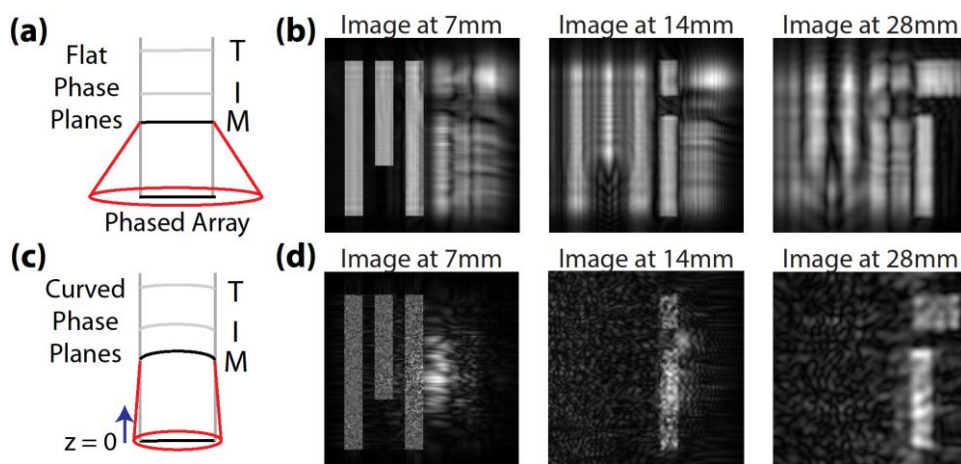 (a)
Flat
Phase
Planes
T
I
M
Phased Array
(b)
Image at 7mm
Image at 14mm
Image at 28mm
(c)
Curved
Phase
Planes
T
I
M
z = 0
(d)
Image at 7mm
Image at 14mm
Image at 28mm